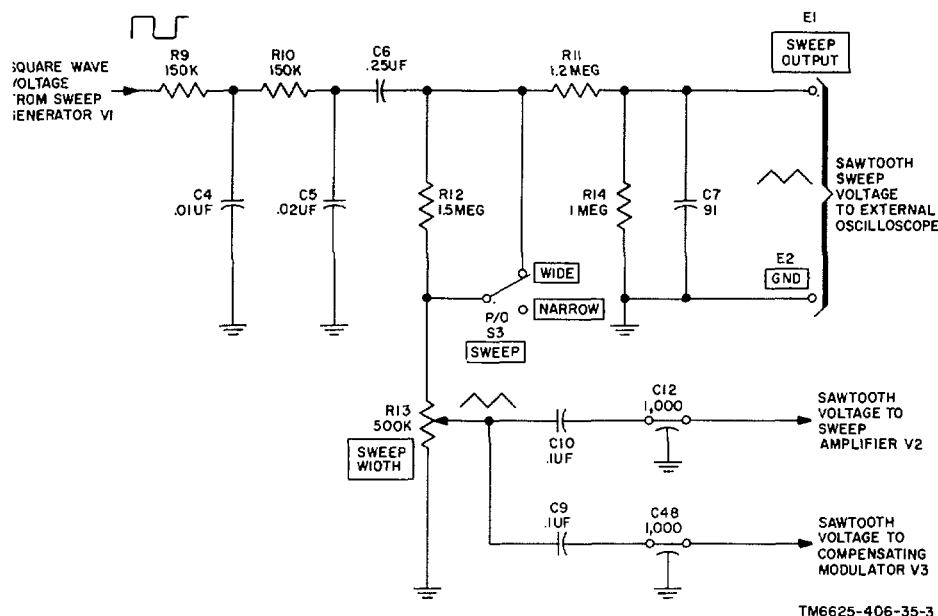 R9
150K
R10
150K
C6
.25UF
R11
1.2MEG
E1
SWEEP
OUTPUT
SQUARE WAVE
VOLTAGE
FROM SWEEP
GENERATOR V1
C4
.01UF
C5
.02UF
R12
1.5MEG
R14
1 MEG
C7
91
SAWTOOTH
SWEEP
VOLTAGE
TO EXTERNAL
OSCILLOSCOPE
E2
GND
WIDE
NARROW
P/O
S3
SWEEP
R13
500K
SWEEP
WIDTH
C10
.1UF
C12
1,000
SAWTOOTH
VOLTAGE TO
SWEEP
AMPLIFIER V2
C9
.1UF
C48
1,000
SAWTOOTH
VOLTAGE TO
COMPENSATING
MODULATOR V3
TM6625-406-35-3